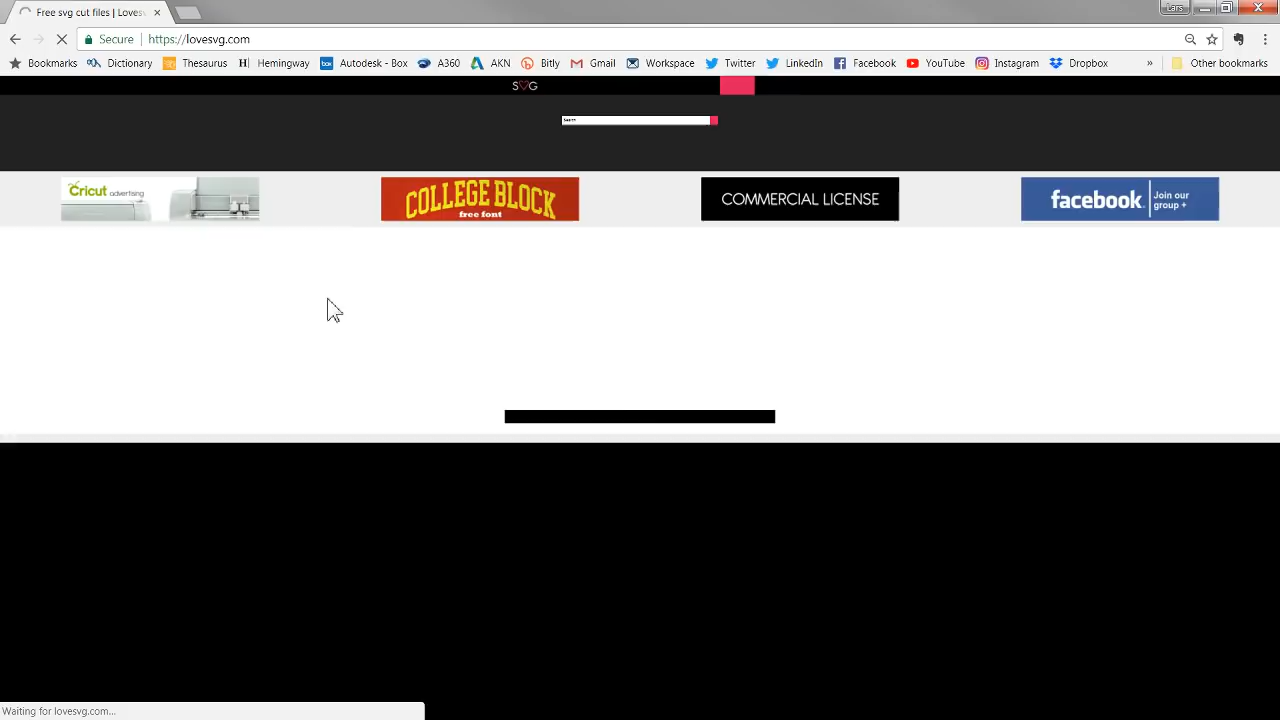 Free svg cut files | Loves
Lars
Secure
https://lovesvg.com
Bookmarks
Dictionary
Thesaurus
Hemingway
Autodesk - Box
A360
AKN
Bitly
Gmail
Workspace
Twitter
LinkedIn
Facebook
YouTube
Instagram
Dropbox
»
Other bookmarks
S♡G
Search
Cricut advertising
COLLEGE BLOCK
free font
COMMERCIAL LICENSE
facebook
Join our
group +
Waiting for lovesvg.com...